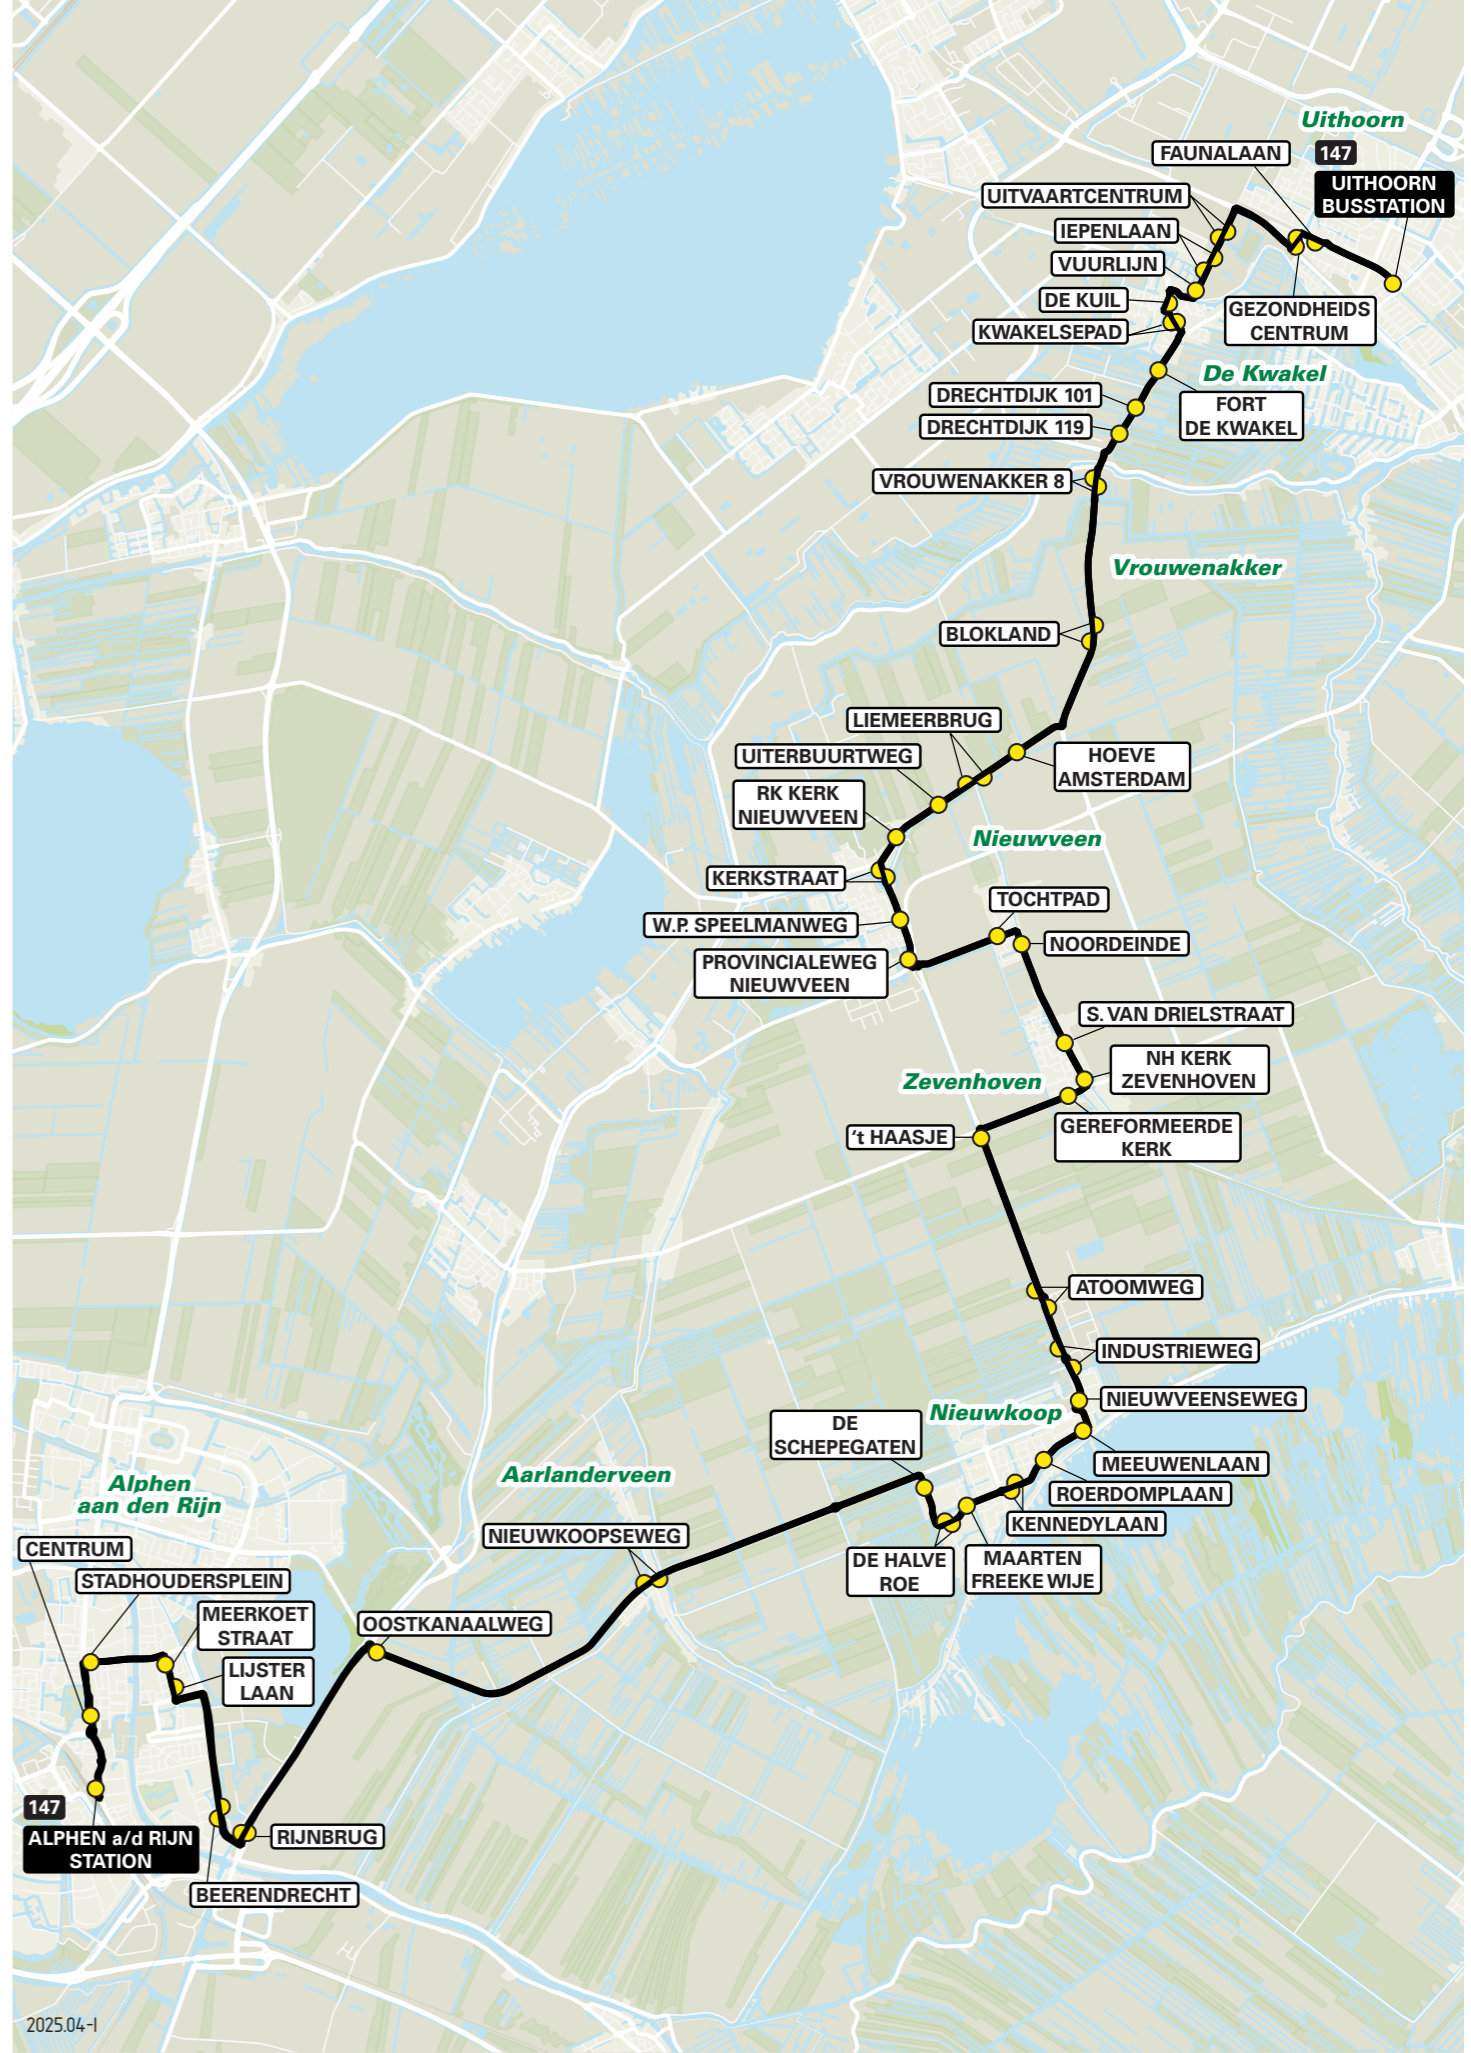 Uithoorn
FAUNALAAN
147
UITHOORN
BUSSTATION
UITVAARTCENTRUM
IEPENLAAN
VUURLIJN
DE KUIL
GEZONDHEIDS
CENTRUM
KWAKELSEPAD
De Kwakel
DRECHTDIJK 101
FORT
DE KWAKEL
DRECHTDIJK 119
VROUWENAKKER 8
Vrouwenakker
BLOKLAND
LIEMEERBRUG
UITERBUURTWEG
HOEVE
AMSTERDAM
RK KERK
NIEUWVEEN
Nieuwveen
KERKSTRAAT
TOCHTPAD
W.P. SPEELMANWEG
NOORDEINDE
PROVINCIALEWEG
NIEUWVEEN
S. VAN DRIELSTRAAT
NH KERK
ZEVENHOVEN
Zevenhoven
GEREFORMEERDE
KERK
‘t HAASJE
ATOOMWEG
INDUSTRIEWEG
NIEUWVEENSEWEG
Nieuwkoop
DE
SCHEPEGATEN
MEEUWENLAAN
Aarlanderveen
ROERDOMPLAAN
Alphen
aan den Rijn
KENNEDYLAAN
NIEUWKOOPSEWEG
CENTRUM
DE HALVE
ROE
MAARTEN
FREEKE WIJE
STADHOUDERSPLEIN
MEERKOET
STRAAT
OOSTKANAALWEG
LIJSTER
LAAN
147
ALPHEN a/d RIJN
STATION
RIJNBRUG
BEERENDRECHT
2025.04-I